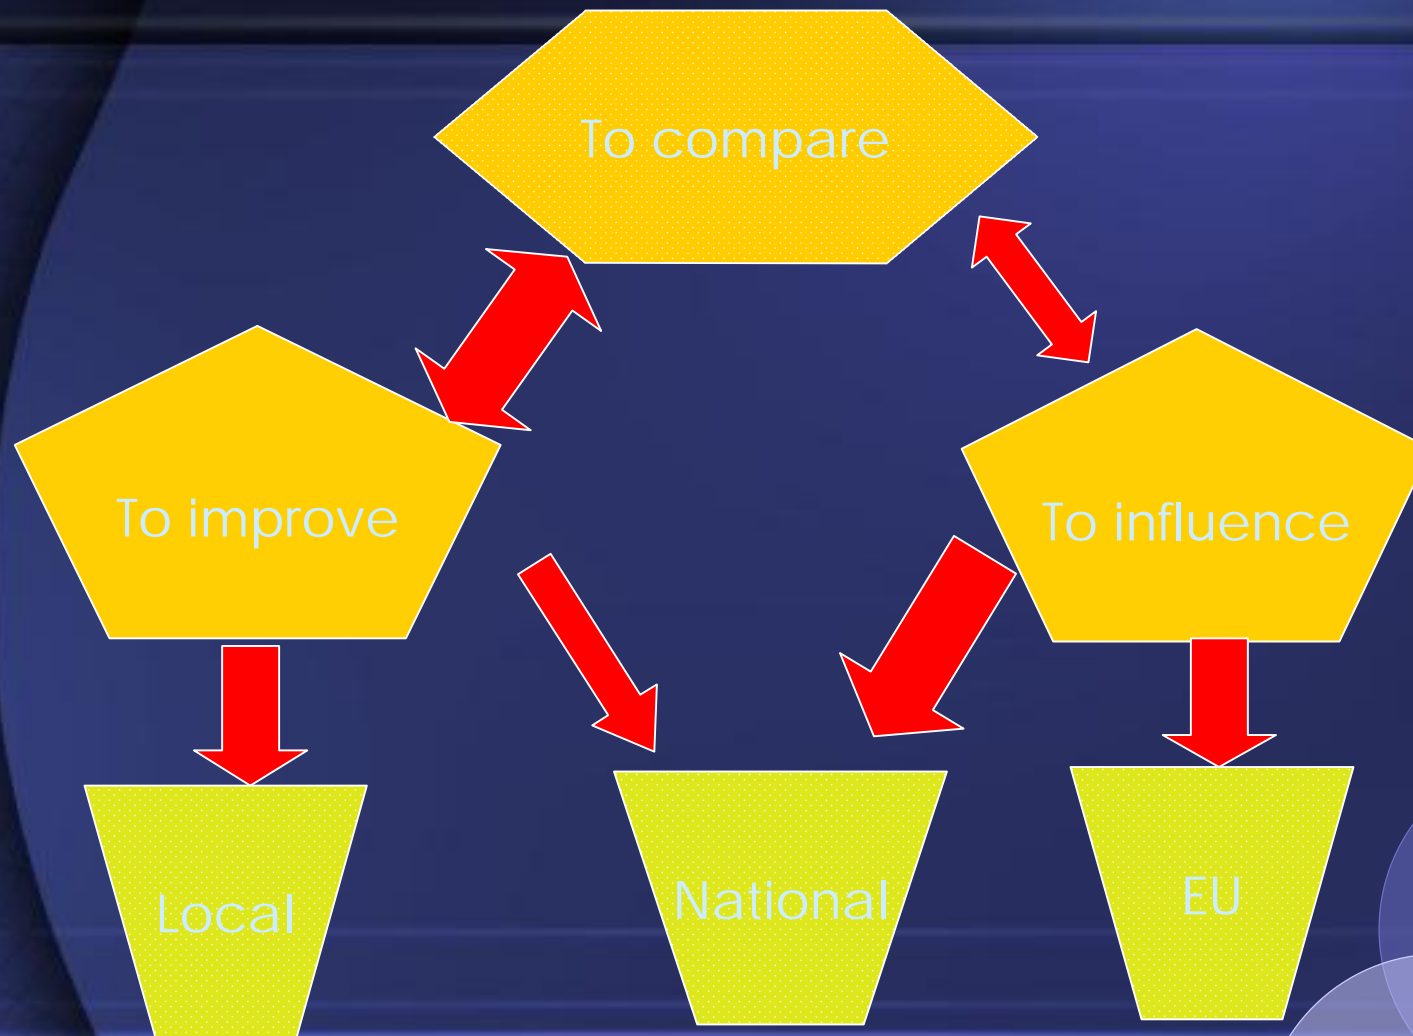 To compare
To improve
To influence
Local
National
EU